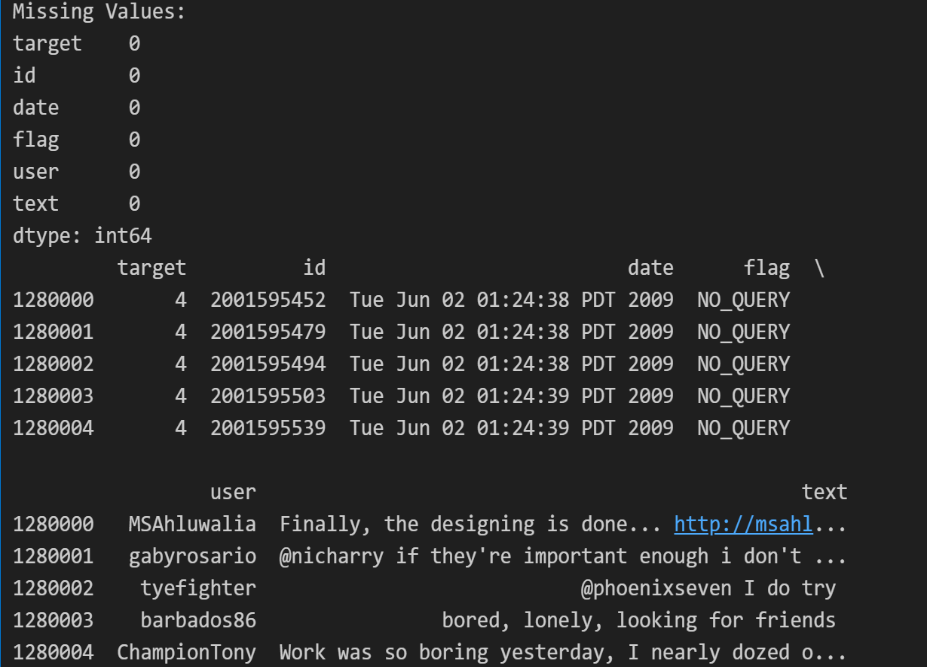 Missing Values:
target    0
id        0
date      0
flag      0
user      0
text      0
dtype: int64
         target          id                          date      flag  \
1280000       4  2001595452  Tue Jun 02 01:24:38 PDT 2009  NO_QUERY
1280001       4  2001595479  Tue Jun 02 01:24:38 PDT 2009  NO_QUERY
1280002       4  2001595494  Tue Jun 02 01:24:38 PDT 2009  NO_QUERY
1280003       4  2001595503  Tue Jun 02 01:24:39 PDT 2009  NO_QUERY
1280004       4  2001595539  Tue Jun 02 01:24:39 PDT 2009  NO_QUERY
                 user                                               text
1280000   MSAhluwalia  Finally, the designing is done... http://msahl...
1280001   gabyrosario  @nicharry if they're important enough i don't ...
1280002    tyefighter                            @phoenixseven I do try
1280003    barbados86                bored, lonely, looking for friends
1280004  ChampionTony  Work was so boring yesterday, I nearly dozed o...